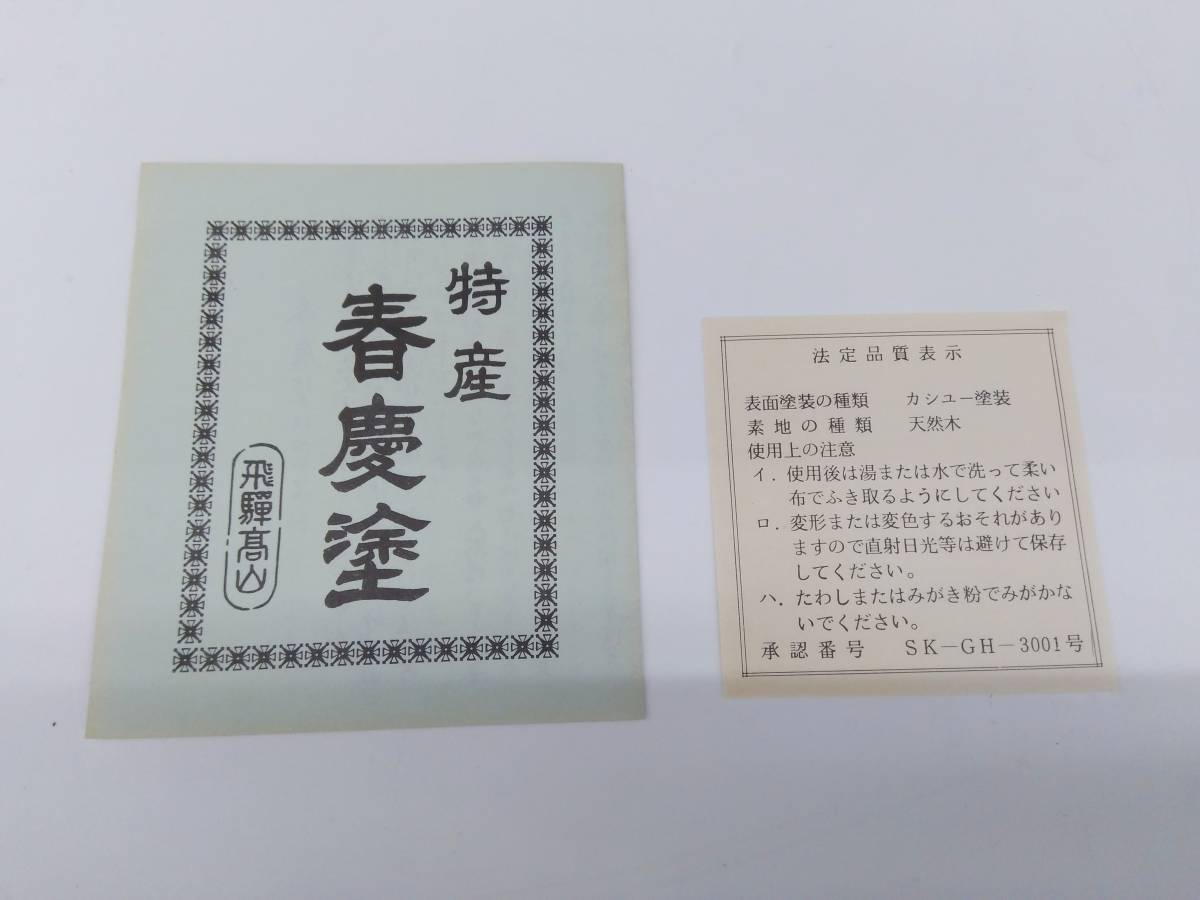 特産
春慶塗
飛騨高山
法定品質表示
表面塗装の種類 カシユー塗装
素地の種類 天然木
使用上の注意
イ．使用後は湯または水で洗って柔い
布でふき取るようにしてください
ロ．変形または変色するおそれがあり
ますので直射日光等は避けて保存
してください。
ハ．たわしまたはみがき粉でみがかな
いでください。
承認番号 SK－GH－3001号